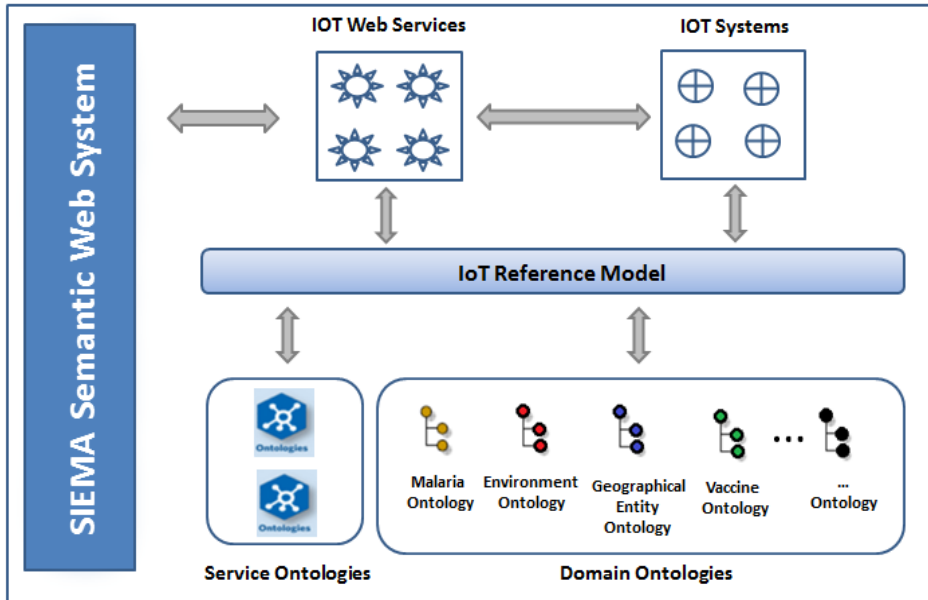 SIEMA Semantic Web System
IOT Web Services
IOT Systems
IoT Reference Model
Ontologies
Ontologies
Service Ontologies
Malaria
Ontology
Environment
Ontology
Geographical
Entity
Ontology
Vaccine
Ontology
...
...
Ontology
Domain Ontologies